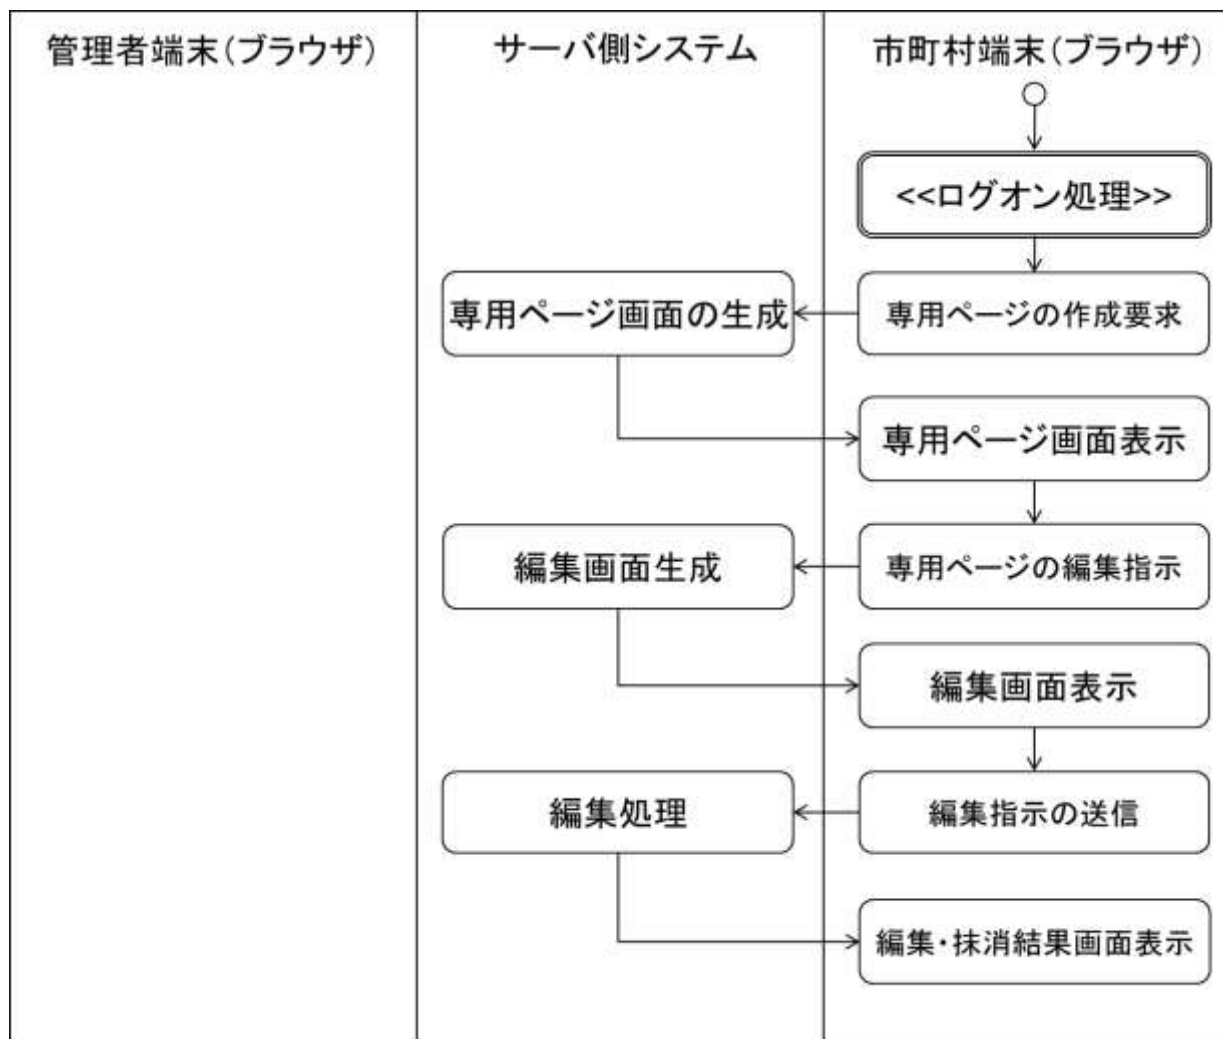 管理者端末(ブラウザ)
サーバ側システム
市町村端末(ブラウザ)
<<ログオン処理>>
専用ページの作成要求
専用ページ画面の生成
専用ページ画面表示
専用ページの編集指示
編集画面生成
編集画面表示
編集指示の送信
編集処理
編集・抹消結果画面表示